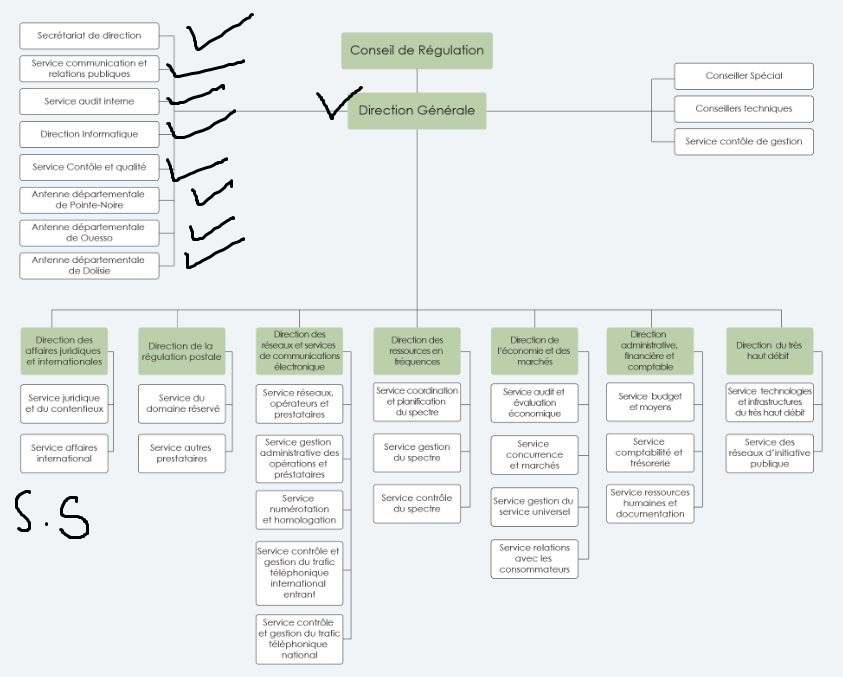 Secrétariat de direction
Service communication et
relations publiques
Service audit interne
Direction Informatique
Service Contôle et qualité
Antenne départementale
de Pointe-Noire
Antenne départementale
de Ouesso
Antenne départementale
de Dolisie
Conseil de Régulation
Direction Générale
Conseiller Spécial
Conseillers techniques
Service contôle de gestion
Direction des
affaires juridiques
et internationales
Service juridique
et du contentieux
Service affaires
international
Direction de la
régulation postale
Service du
domaine réservé
Service autres
prestataires
Direction des
réseaux et services
de communications
électronique
Service réseaux,
opérateurs et
prestataires
Service gestion
administrative des
opérations et
préstataires
Service
numérotation
et homologation
Service contrôle et
gestion du trafic
téléphonique
international
entrant
Service contrôle
et gestion du trafic
téléphonique
national
Direction des
ressources en
fréquences
Service coordination
et planification
du spectre
Service gestion
du spectre
Service contrôle
du spectre
Direction de
l'économie et des
marchés
Service audit et
évaluation
économique
Service
concurrence
et marchés
Service gestion du
service universel
Service relations
avec les
consommateurs
Direction
administrative,
financière et
comptable
Service budget
et moyens
Service
comptabilité et
trésorerie
Service ressources
humaines et
documentation
Direction du très
haut débit
Service technologies
et infrastructures
du très haut débit
Service des
réseaux d'initiative
publique
S.S